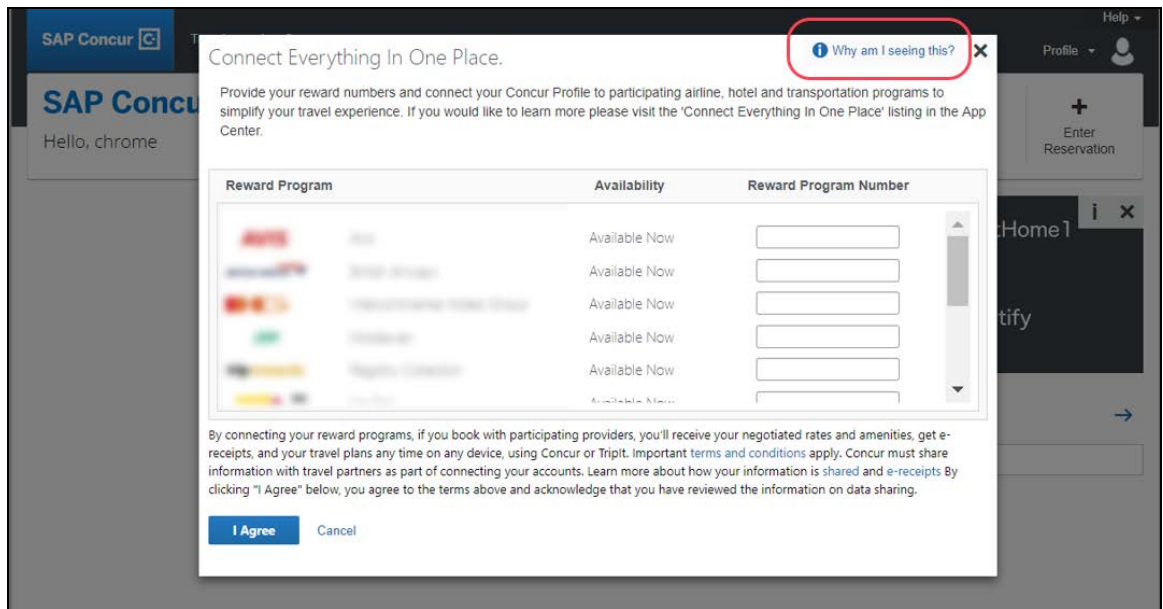 Help
SAP Concur C
Profile
Connect Everything In One Place.
Why am I seeing this?
Provide your reward numbers and connect your Concur Profile to participating airline, hotel and transportation programs to
simplify your travel experience. If you would like to learn more please visit the 'Connect Everything In One Place' listing in the App
Center.
SAP Concu
Hello, chrome
Enter
Reservation
Reward Program Availability Reward Program Number
AVIS Available Now
Available Now
Available Now
Available Now
Available Now
Available Now
tHome1
tify
By connecting your reward programs, if you book with participating providers, you'll receive your negotiated rates and amenities, get e-
receipts, and your travel plans any time on any device, using Concur or TripIt. Important terms and conditions apply. Concur must share
information with travel partners as part of connecting your accounts. Learn more about how your information is shared and e-receipts By
clicking "I Agree" below, you agree to the terms above and acknowledge that you have reviewed the information on data sharing.
I Agree Cancel